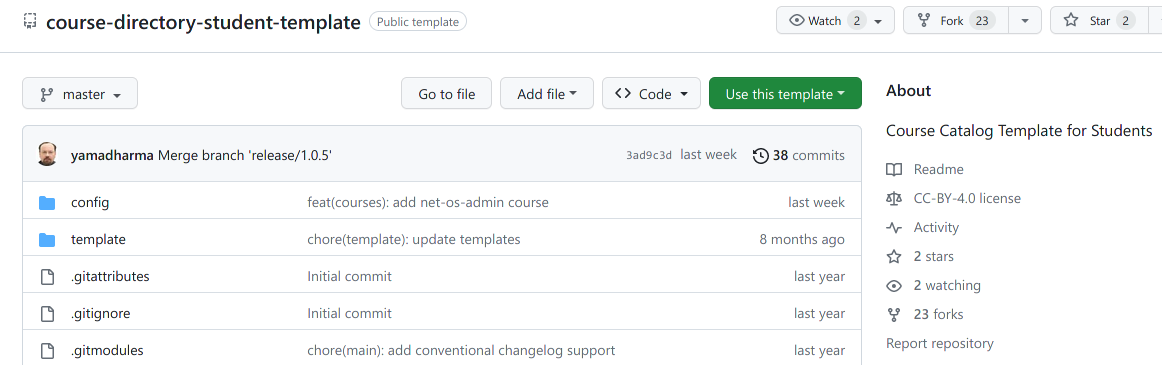 course-directory-student-template Public template Watch 2 Fork 23 Star 2
master Go to file Add file Code Use this template
yamadharma Merge branch 'release/1.0.5' 3ad9c3d last week 38 commits
config feat(courses): add net-os-admin course last week
template chore(template): update templates 8 months ago
.gitattributes Initial commit last year
.gitignore Initial commit last year
.gitmodules chore(main): add conventional changelog support last year
About
Course Catalog Template for Students
Readme
CC-BY-4.0 license
Activity
2 stars
2 watching
23 forks
Report repository